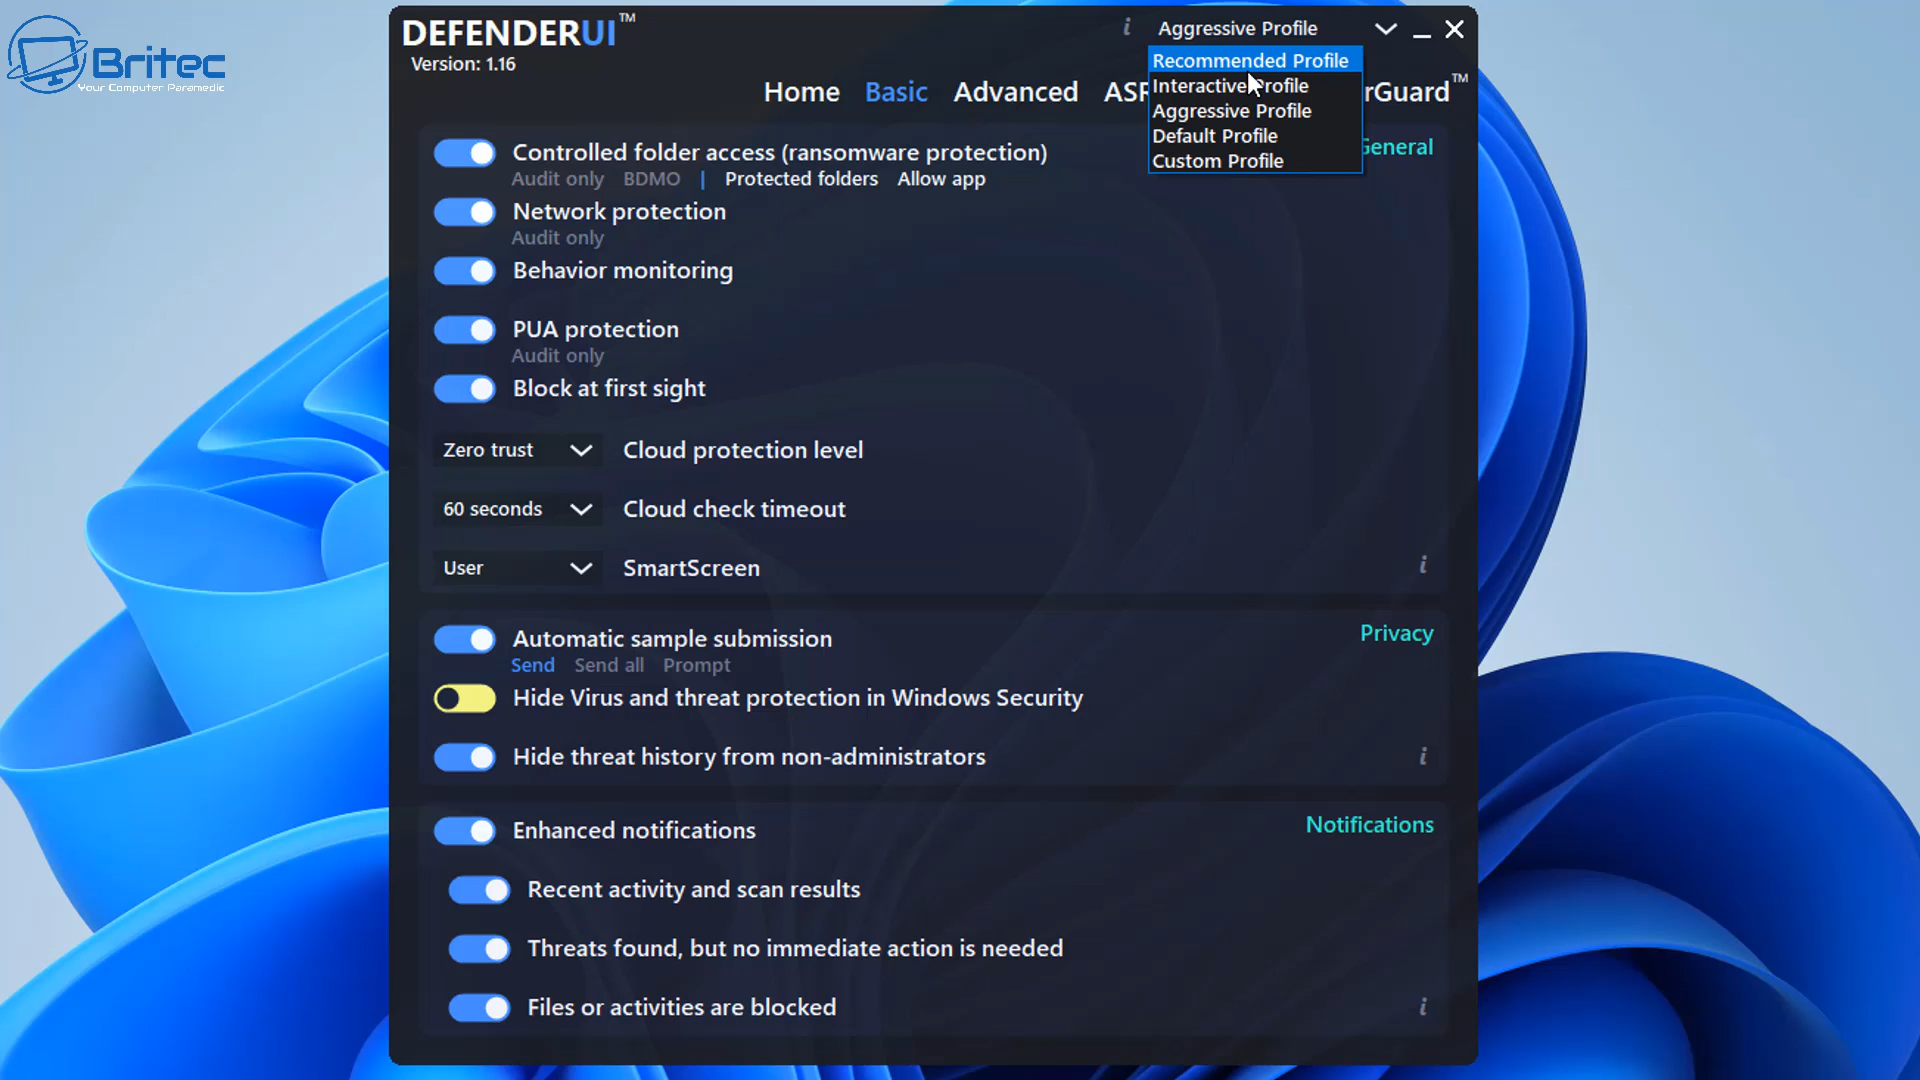 Britec
Your Computer Paramedic
DEFENDERUI™
Version: 1.16
i Aggressive Profile
Recommended Profile
Interactive Profile
Aggressive Profile
Default Profile
Custom Profile
Home Basic Advanced ASR rGuard™
General
Controlled folder access (ransomware protection)
Audit only BDMO | Protected folders Allow app
Network protection
Audit only
Behavior monitoring
PUA protection
Audit only
Block at first sight
Zero trust Cloud protection level
60 seconds Cloud check timeout
User SmartScreen i
Privacy
Automatic sample submission
Send Send all Prompt
Hide Virus and threat protection in Windows Security
Hide threat history from non-administrators i
Notifications
Enhanced notifications
Recent activity and scan results
Threats found, but no immediate action is needed
Files or activities are blocked i